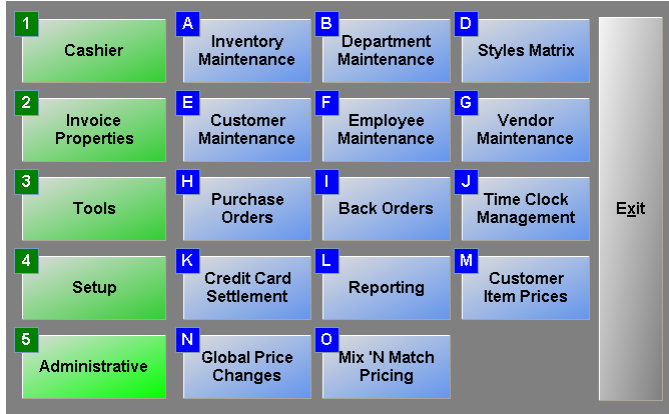 1
Cashier
A
Inventory
Maintenance
B
Department
Maintenance
D
Styles Matrix
2
Invoice
Properties
E
Customer
Maintenance
F
Employee
Maintenance
G
Vendor
Maintenance
3
Tools
H
Purchase
Orders
I
Back Orders
J
Time Clock
Management
Exit
4
Setup
K
Credit Card
Settlement
L
Reporting
M
Customer
Item Prices
5
Administrative
N
Global Price
Changes
O
Mix 'N Match
Pricing